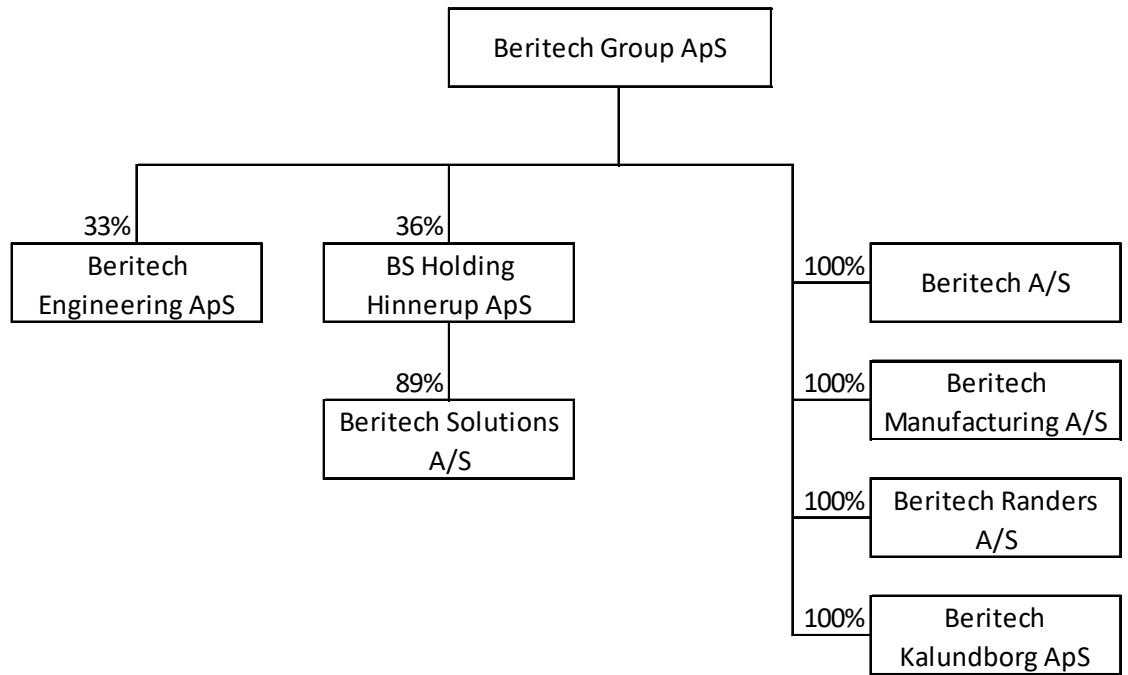 Beritech Group ApS
33%
Beritech
Engineering ApS
36%
BS Holding
Hinnerup ApS
89%
Beritech Solutions
A/S
100%
Beritech A/S
100%
Beritech
Manufacturing A/S
100%
Beritech Randers
A/S
100%
Beritech
Kalundborg ApS